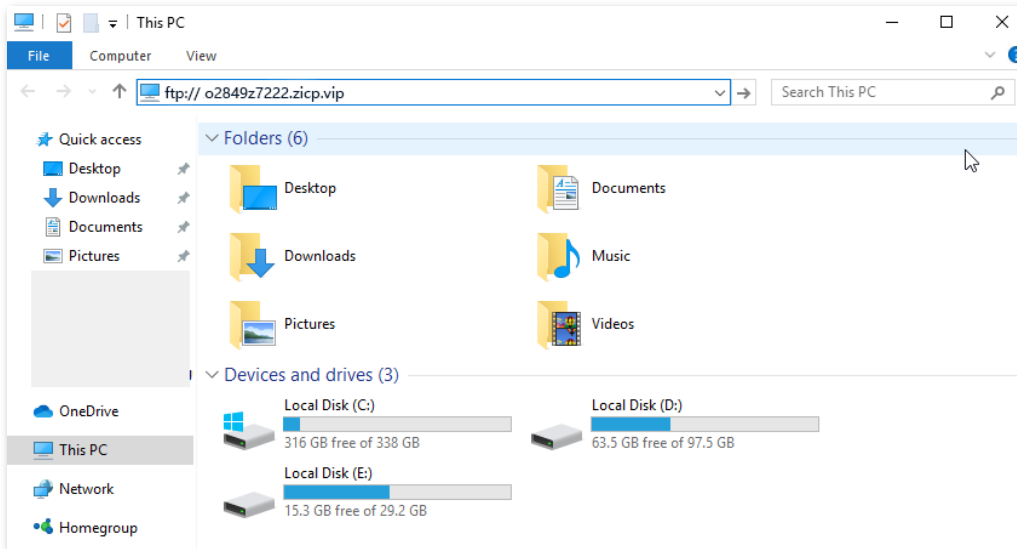 This PC
File Computer View
ftp:// o2849z7222.zicp.vip
Search This PC
Quick access
Desktop
Downloads
Documents
Pictures
OneDrive
This PC
Network
Homegroup
Folders (6)
Desktop
Documents
Downloads
Music
Pictures
Videos
Devices and drives (3)
Local Disk (C:)
316 GB free of 338 GB
Local Disk (D:)
63.5 GB free of 97.5 GB
Local Disk (E:)
15.3 GB free of 29.2 GB